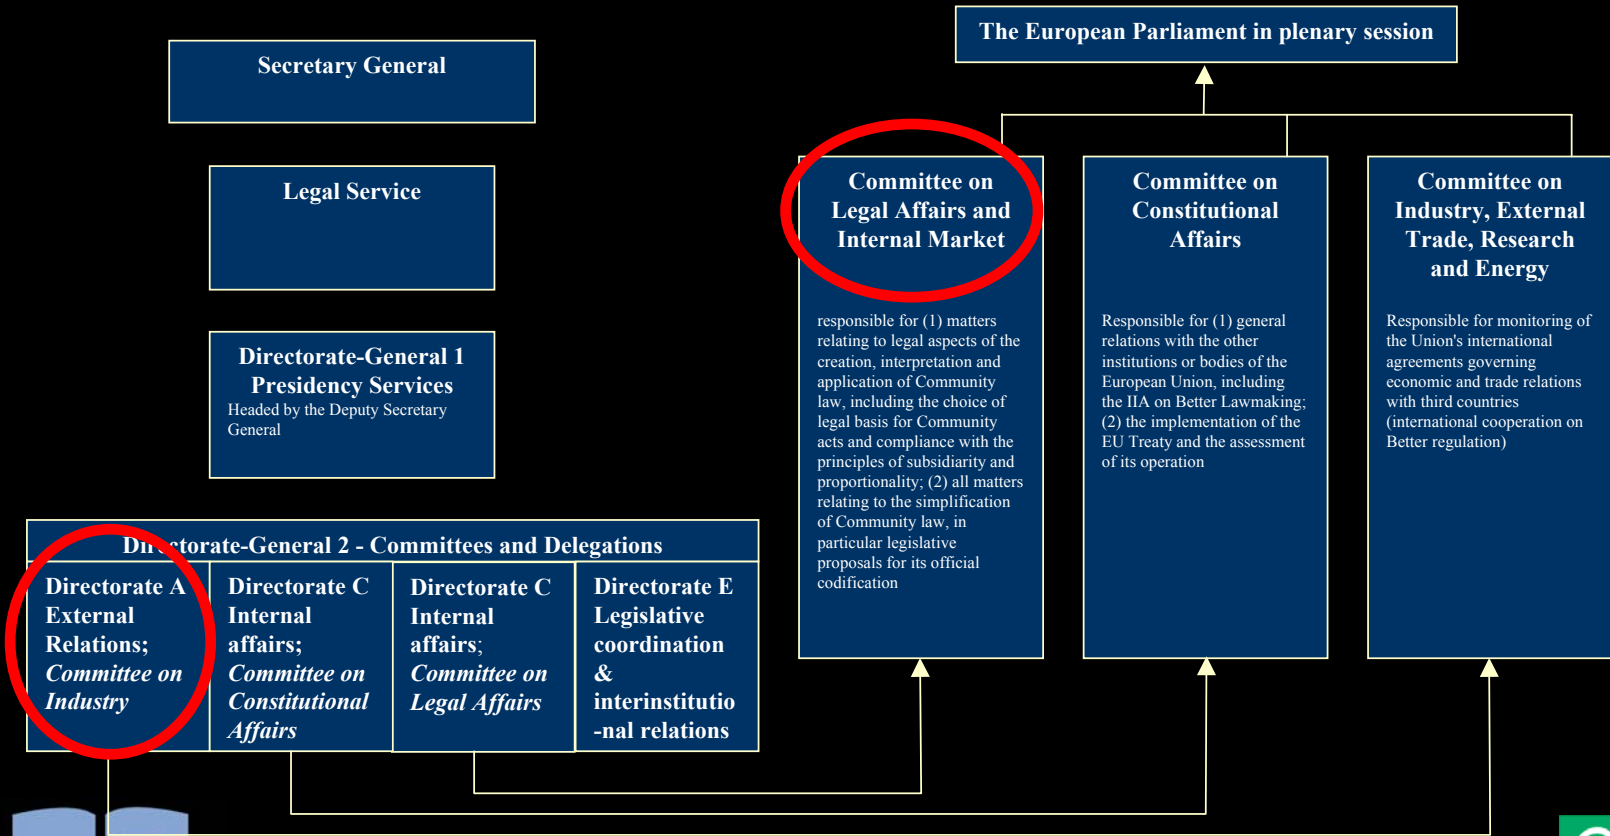 Secretary General
Legal Service
Directorate-General 1
Presidency Services
Headed by the Deputy Secretary
General
Directorate-General 2 - Committees and Delegations
Directorate A
External
Relations;
Committee on
Industry
Directorate C
Internal
affairs;
Committee on
Constitutional
Affairs
Directorate C
Internal
affairs;
Committee on
Legal Affairs
Directorate E
Legislative
coordination
&
interinstitutio
-nal relations
The European Parliament in plenary session
Committee on
Legal Affairs and
Internal Market
responsible for (1) matters
relating to legal aspects of the
creation, interpretation and
application of Community
law, including the choice of
legal basis for Community
acts and compliance with the
principles of subsidiarity and
proportionality; (2) all matters
relating to the simplification
of Community law, in
particular legislative
proposals for its official
codification
Committee on
Constitutional
Affairs
Responsible for (1) general
relations with the other
institutions or bodies of the
European Union, including
the IIA on Better Lawmaking;
(2) the implementation of the
EU Treaty and the assessment
of its operation
Committee on
Industry, External
Trade, Research
and Energy
Responsible for monitoring of
the Union's international
agreements governing
economic and trade relations
with third countries
(international cooperation on
Better regulation)